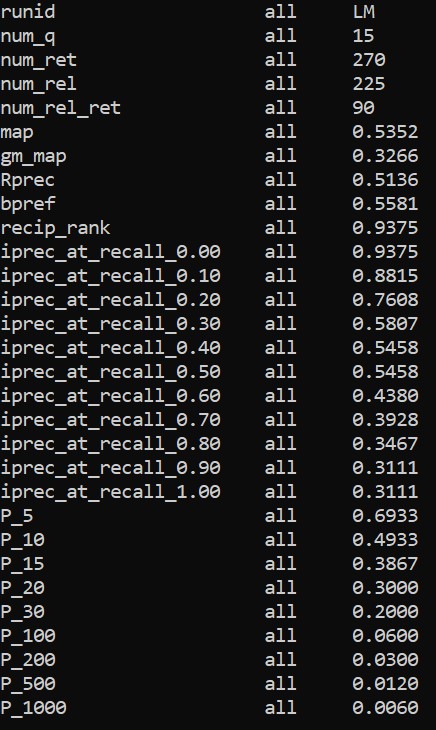 runid all LM
num_q all 15
num_ret all 270
num_rel all 225
num_rel_ret all 90
map all 0.5352
gm_map all 0.3266
Rprec all 0.5136
bpref all 0.5581
recip_rank all 0.9375
iprec_at_recall_0.00 all 0.9375
iprec_at_recall_0.10 all 0.8815
iprec_at_recall_0.20 all 0.7608
iprec_at_recall_0.30 all 0.5807
iprec_at_recall_0.40 all 0.5458
iprec_at_recall_0.50 all 0.5458
iprec_at_recall_0.60 all 0.4380
iprec_at_recall_0.70 all 0.3928
iprec_at_recall_0.80 all 0.3467
iprec_at_recall_0.90 all 0.3111
iprec_at_recall_1.00 all 0.3111
P_5 all 0.6933
P_10 all 0.4933
P_15 all 0.3867
P_20 all 0.3000
P_30 all 0.2000
P_100 all 0.0600
P_200 all 0.0300
P_500 all 0.0120
P_1000 all 0.0060